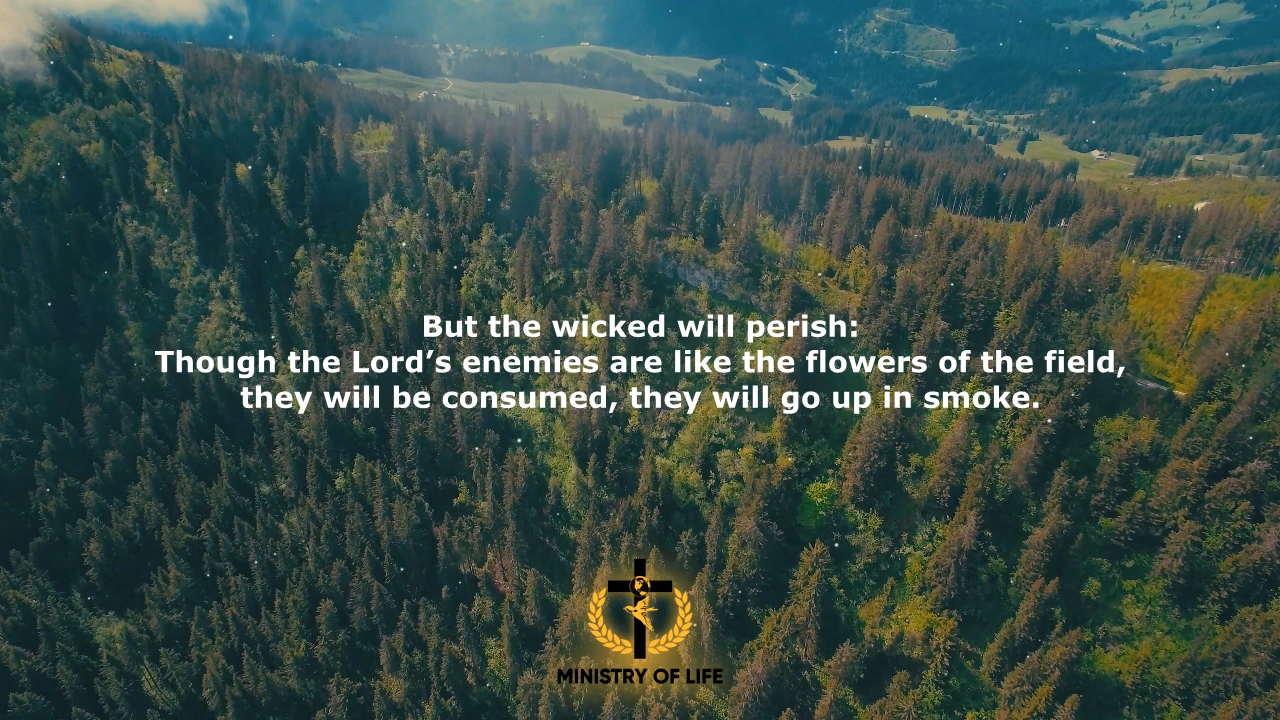 But the wicked will perish:
Though the Lord’s enemies are like the flowers of the field,
they will be consumed, they will go up in smoke.
MINISTRY OF LIFE